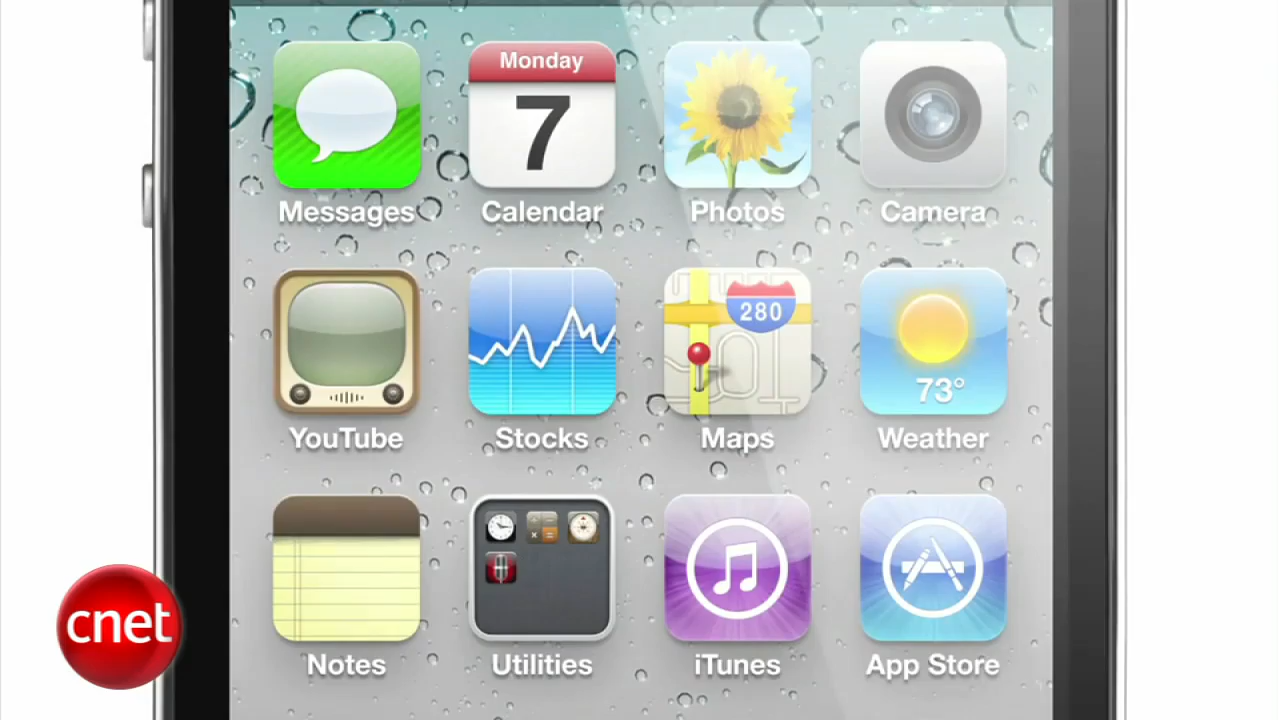 Monday
7
Messages
Calendar
Photos
Camera
280
73°
YouTube
Stocks
Maps
Weather
Notes
Utilities
iTunes
App Store
cnet